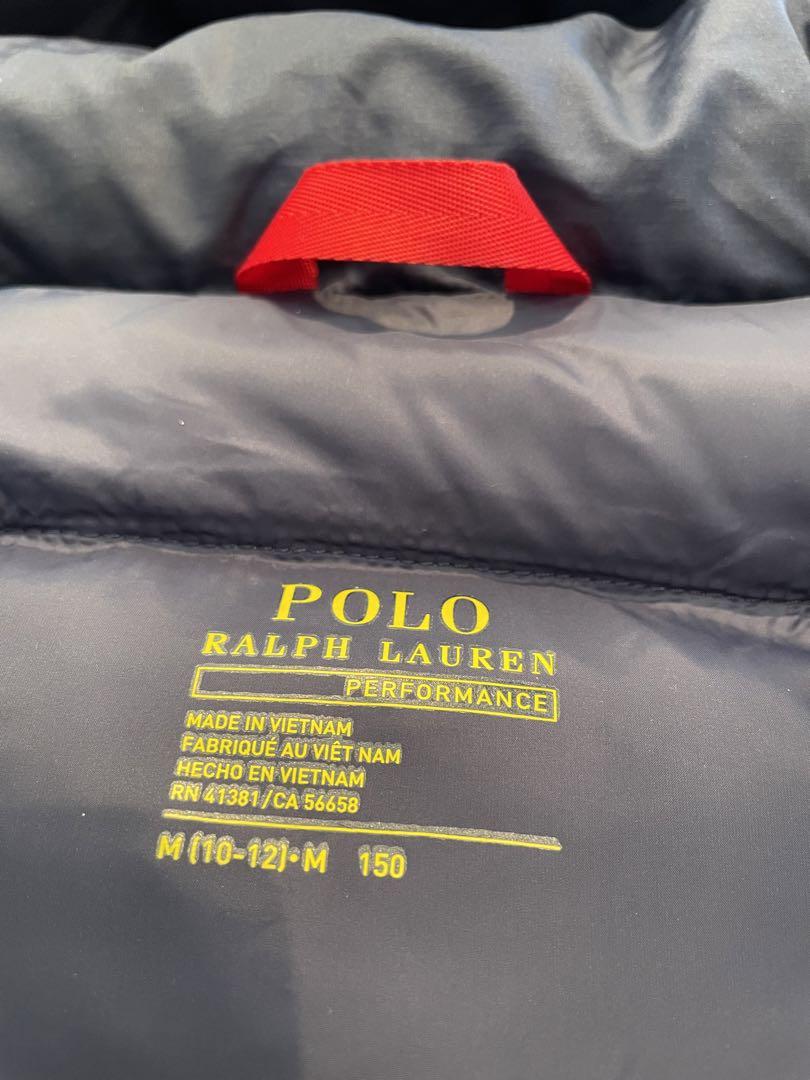 POLO
RALPH LAUREN
PERFORMANCE
MADE IN VIETNAM
FABRIQUÉ AU VIÊT NAM
HECHO EN VIETNAM
RN 41381/CA 56658
M (10-12)•M 150